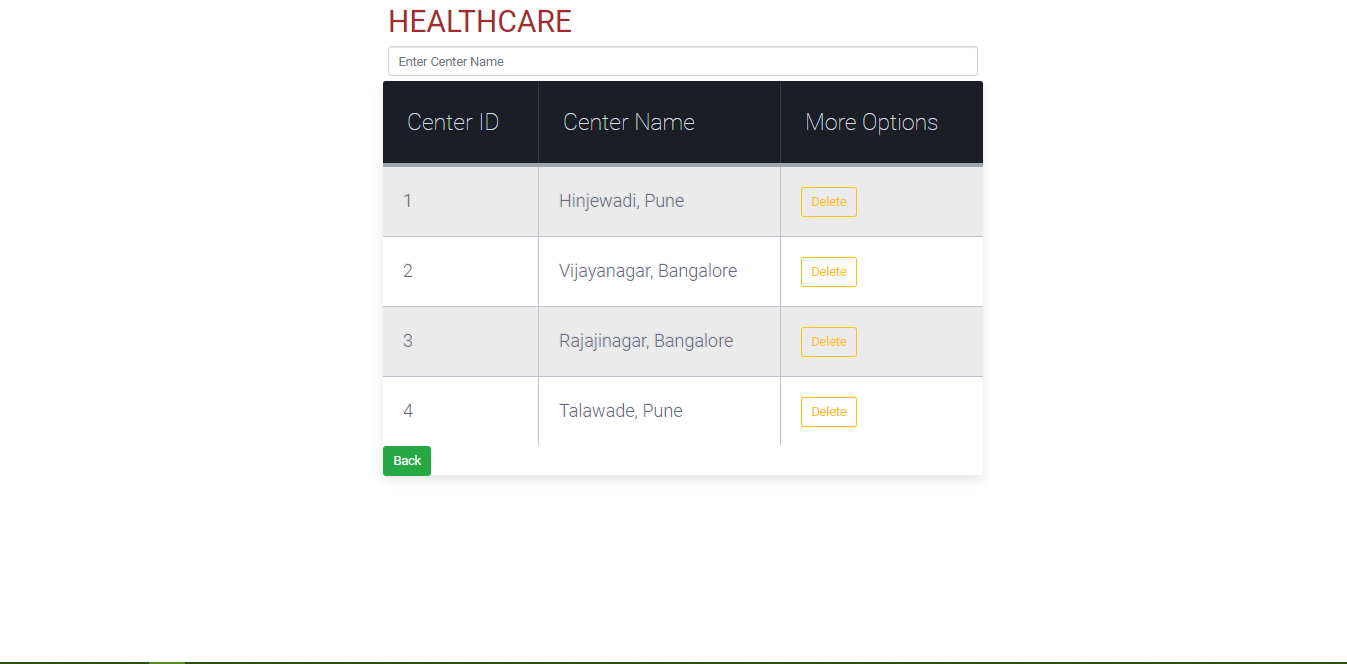 HEALTHCARE
Enter Center Name
Center ID Center Name More Options
1 Hinjewadi, Pune Delete
2 Vijayanagar, Bangalore Delete
3 Rajajinagar, Bangalore Delete
4 Talawade, Pune Delete
Back